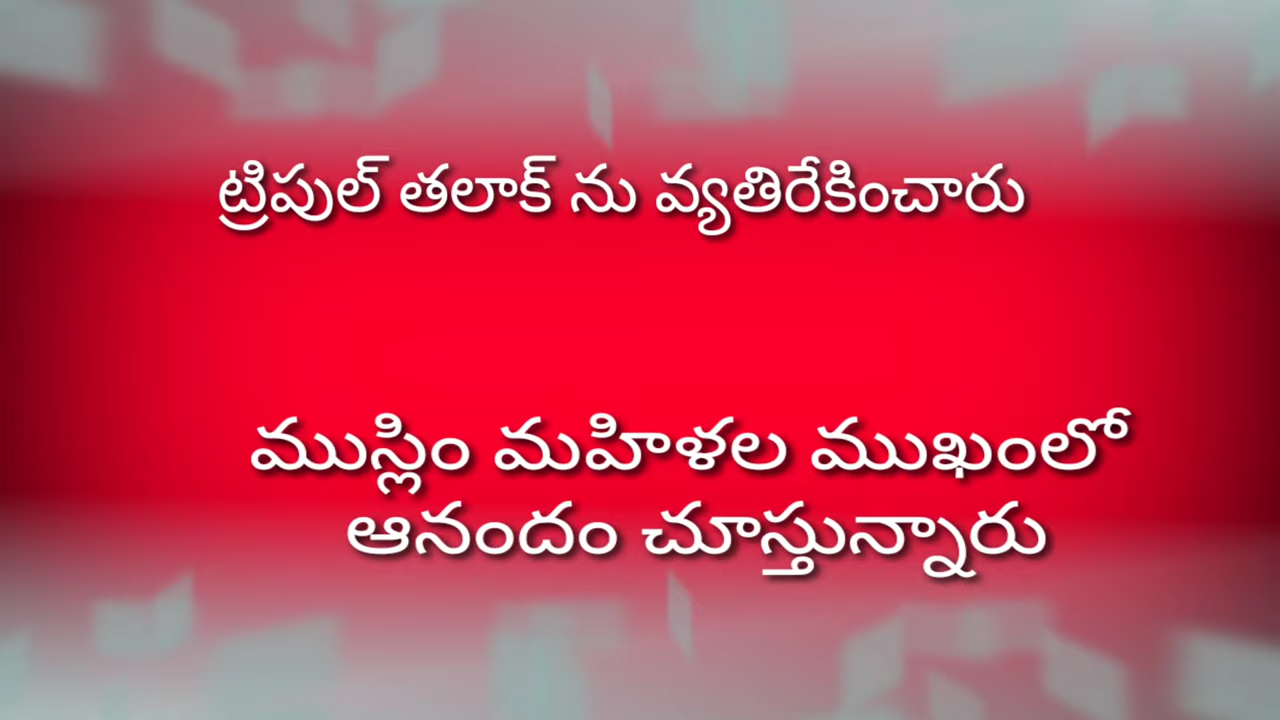 ట్రిపుల్ తలాక్ ను వ్యతిరేకించారు
ముస్లిం మహిళల ముఖంలో
ఆనందం చూస్తున్నారు